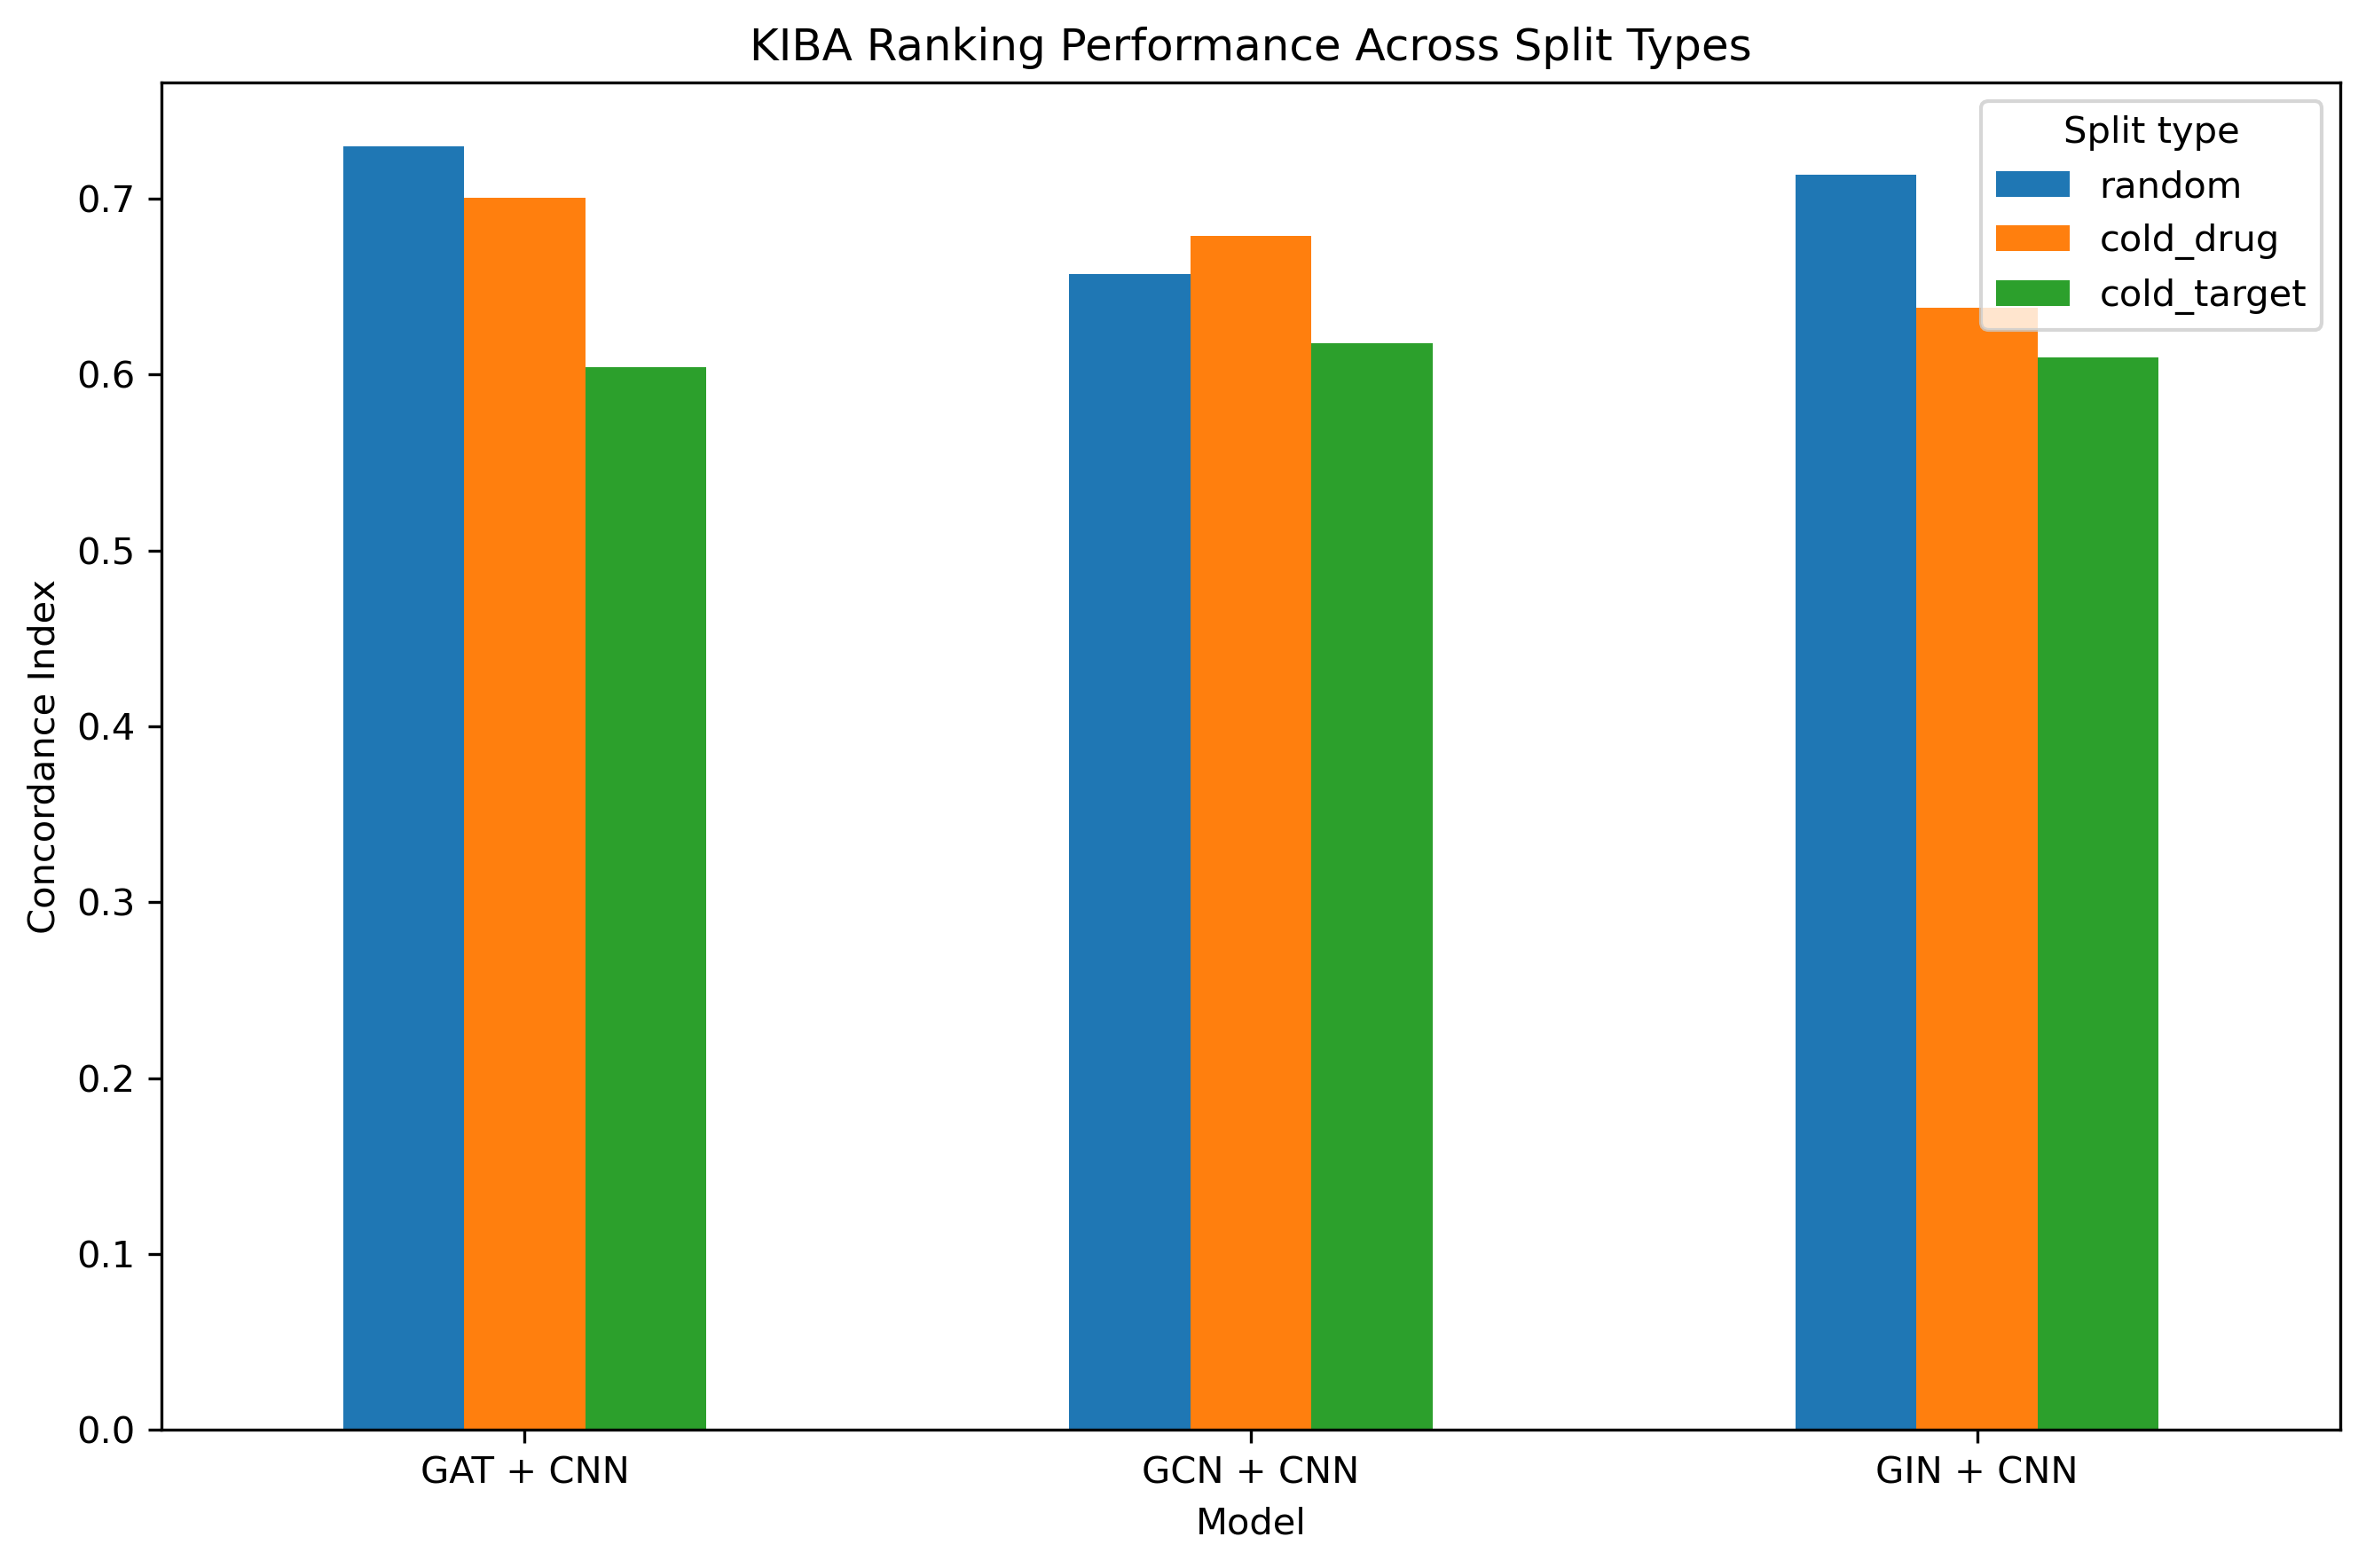 KIBA Ranking Performance Across Split Types
Split type
random
cold_drug
cold_target
Concordance Index
0.7
0.6
0.5
0.4
0.3
0.2
0.1
0.0
GAT + CNN
GCN + CNN
GIN + CNN
Model